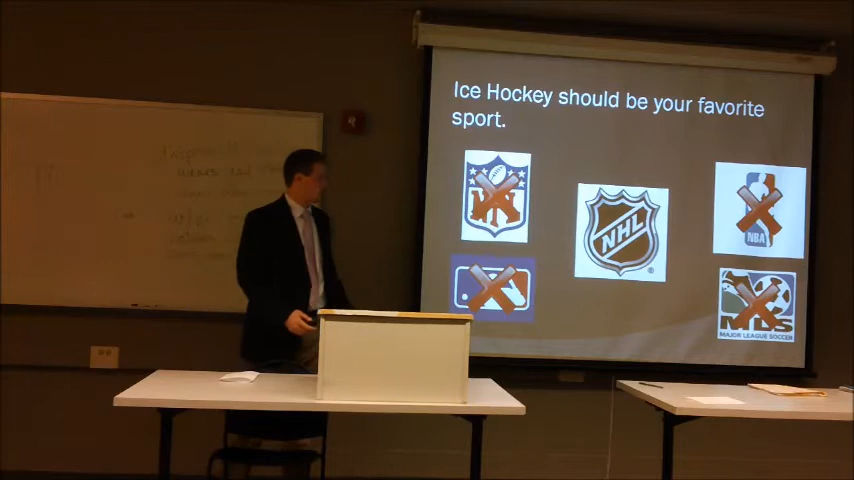 Ice Hockey should be your favorite
sport.
NHL
NBA
MLS
MAJOR LEAGUE SOCCER